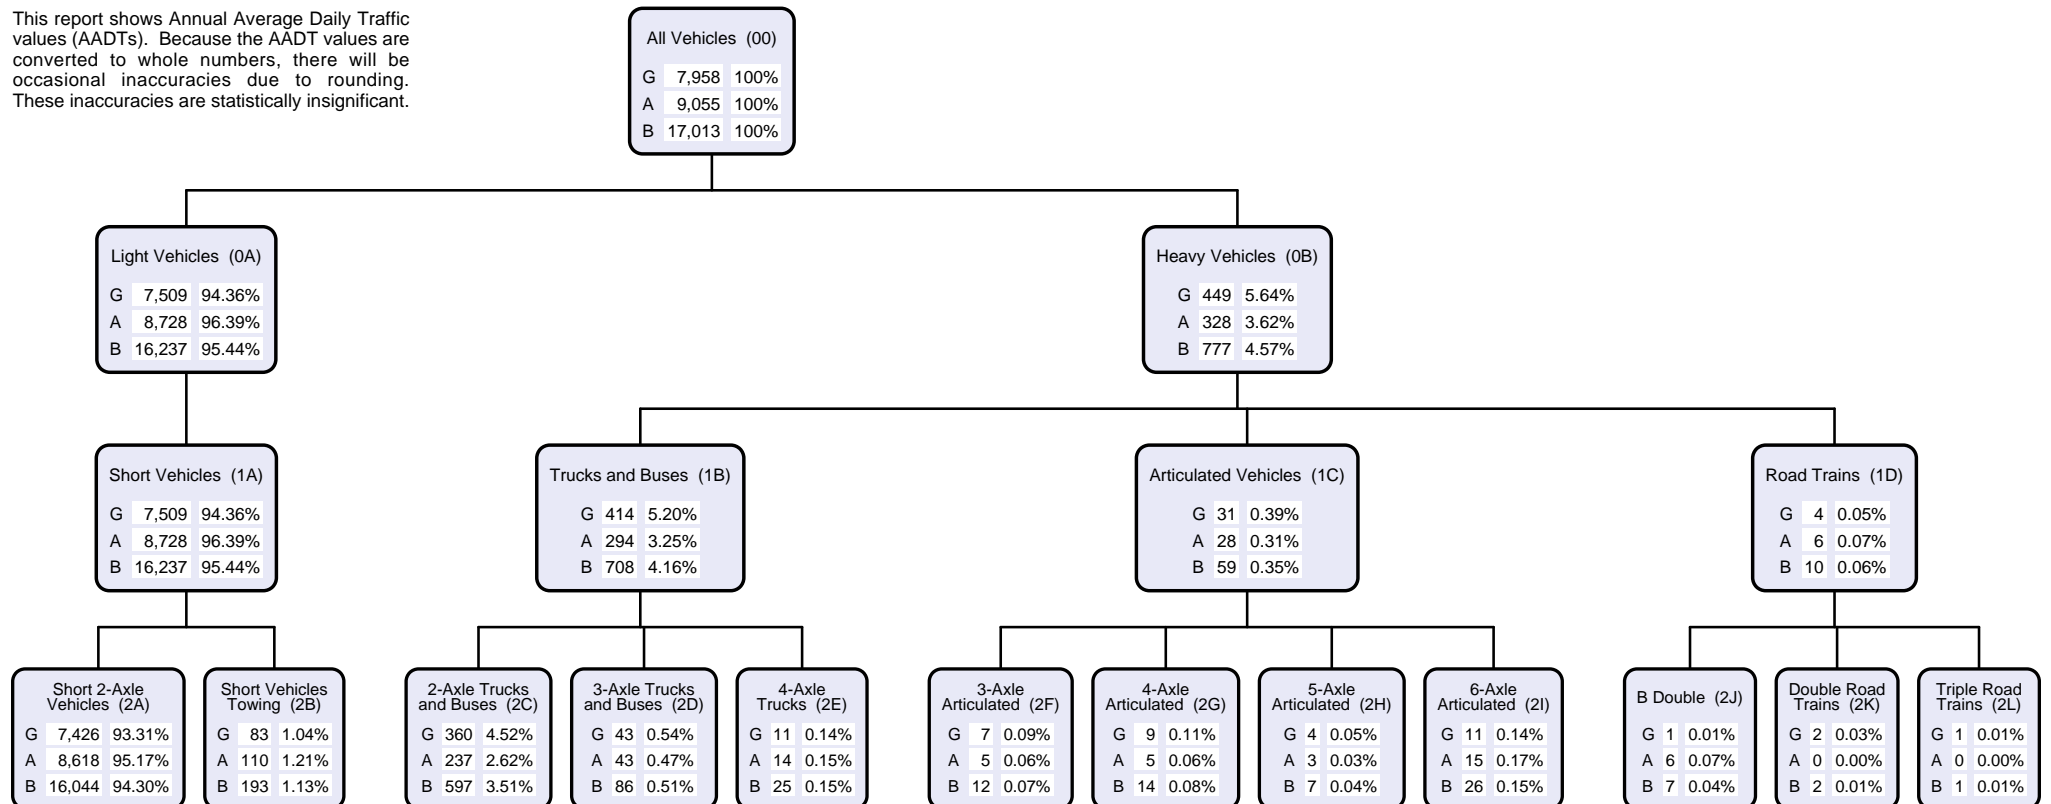 This report shows Annual Average Daily Traffic
values (AADTs). Because the AADT values are
converted to whole numbers, there will be
occasional inaccuracies due to rounding.
These inaccuracies are statistically insignificant.
All Vehicles (00)
G 7,958 100%
A 9,055 100%
B 17,013 100%
Light Vehicles (0A)
G 7,509 94.36%
A 8,728 96.39%
B 16,237 95.44%
Heavy Vehicles (0B)
G 449 5.64%
A 328 3.62%
B 777 4.57%
Short Vehicles (1A)
G 7,509 94.36%
A 8,728 96.39%
B 16,237 95.44%
Trucks and Buses (1B)
G 414 5.20%
A 294 3.25%
B 708 4.16%
Articulated Vehicles (1C)
G 31 0.39%
A 28 0.31%
B 59 0.35%
Road Trains (1D)
G 4 0.05%
A 6 0.07%
B 10 0.06%
Short 2-Axle
Vehicles (2A)
G 7,426 93.31%
A 8,618 95.17%
B 16,044 94.30%
Short Vehicles
Towing (2B)
G 83 1.04%
A 110 1.21%
B 193 1.13%
2-Axle Trucks
and Buses (2C)
G 360 4.52%
A 237 2.62%
B 597 3.51%
3-Axle Trucks
and Buses (2D)
G 43 0.54%
A 43 0.47%
B 86 0.51%
4-Axle
Trucks (2E)
G 11 0.14%
A 14 0.15%
B 25 0.15%
3-Axle
Articulated (2F)
G 7 0.09%
A 5 0.06%
B 12 0.07%
4-Axle
Articulated (2G)
G 9 0.11%
A 5 0.06%
B 14 0.08%
5-Axle
Articulated (2H)
G 4 0.05%
A 3 0.03%
B 7 0.04%
6-Axle
Articulated (2I)
G 11 0.14%
A 15 0.17%
B 26 0.15%
B Double (2J)
G 1 0.01%
A 6 0.07%
B 7 0.04%
Double Road
Trains (2K)
G 2 0.03%
A 0 0.00%
B 2 0.01%
Triple Road
Trains (2L)
G 1 0.01%
A 0 0.00%
B 1 0.01%